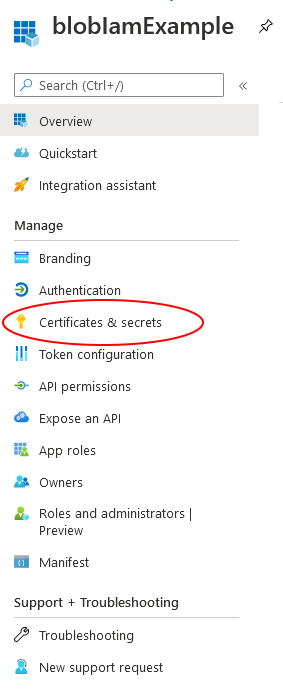 blobIamExample
Search (Ctrl+/)
«
Overview
Quickstart
Integration assistant
Manage
Branding
Authentication
Certificates & secrets
Token configuration
API permissions
Expose an API
App roles
Owners
Roles and administrators |
Preview
Manifest
Support + Troubleshooting
Troubleshooting
New support request